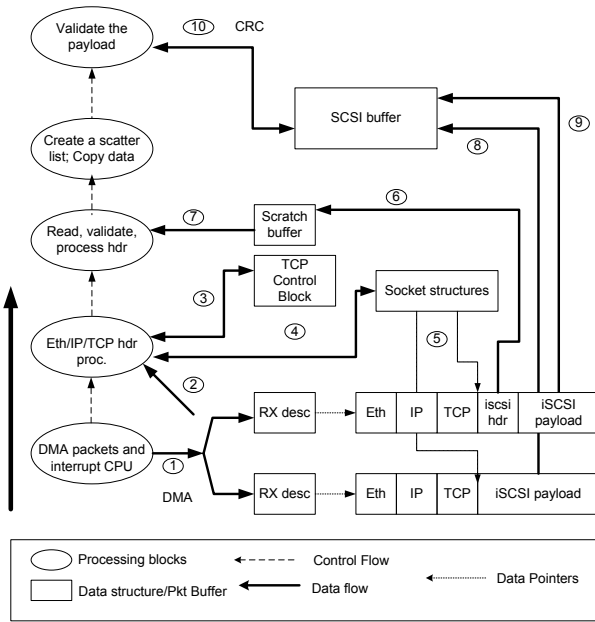 Validate the
payload
10
CRC
SCSI buffer
9
8
Create a scatter
list; Copy data
6
7
Scratch
buffer
Read, validate,
process hdr
TCP
Control
Block
3
Socket structures
4
5
Eth/IP/TCP hdr
proc.
2
RX desc
Eth
IP
TCP
iscsi
hdr
iSCSI
payload
DMA packets and
interrupt CPU
1
DMA
RX desc
Eth
IP
TCP
iSCSI payload
Processing blocks
Control Flow
Data Pointers
Data structure/Pkt Buffer
Data flow